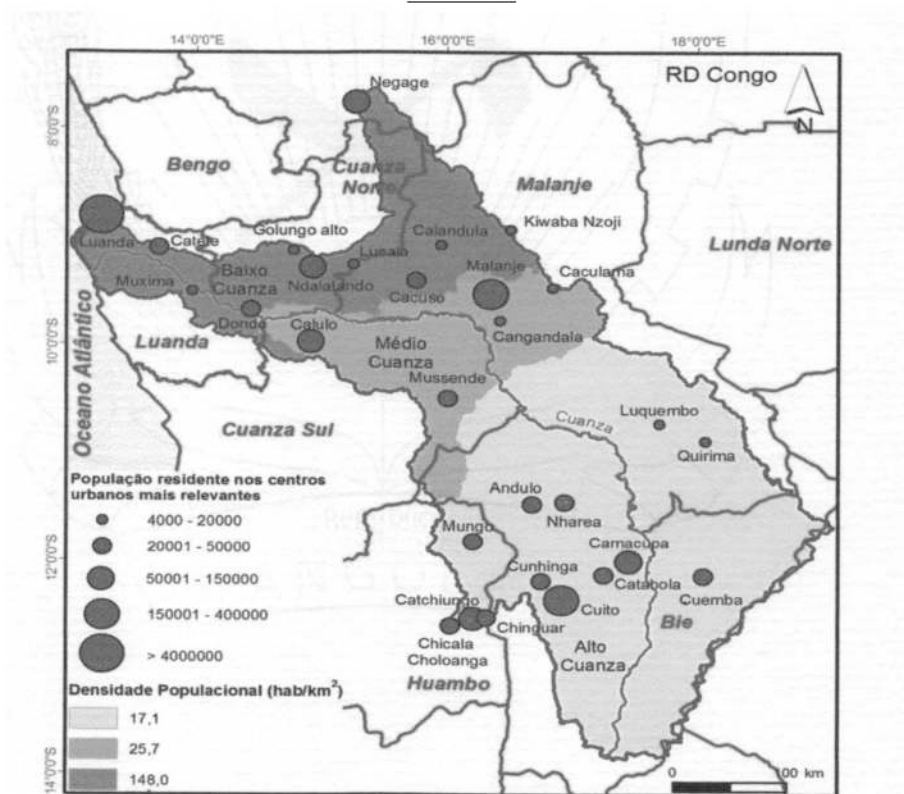 14°0'0"E
16°0'0"E
18°0'0"E
RD Congo
N
Negage
8°0'0"S
Bengo
Cuanza
Norte
Malanje
Kiwaba Nzoji
Golungo alto
Calandula
Lunda Norte
Luanda
Catete
Lucala
Malanje
Caculama
Baixo
Cuanza
Muxima
Ndalatando
Cacuso
Dondo
Calulo
Cangandala
10°0'0"S
Oceano Atlântico
Luanda
Médio
Cuanza
Mussende
Cuanza
Luquembo
Cuanza Sul
Quirima
População residente nos centros
urbanos mais relevantes
4000 - 20000
20001 - 50000
50001 - 150000
150001 - 400000
> 4000000
Andulo
Nharea
Mungo
Camacupa
12°0'0"S
Cunhinga
Catabola
Cuemba
Catchiungo
Cuito
Bie
Chinguar
Chicala
Choloanga
Alto
Cuanza
Huambo
Densidade Populacional (hab/km²)
17,1
25,7
148,0
14°0'0"S
0
100 km